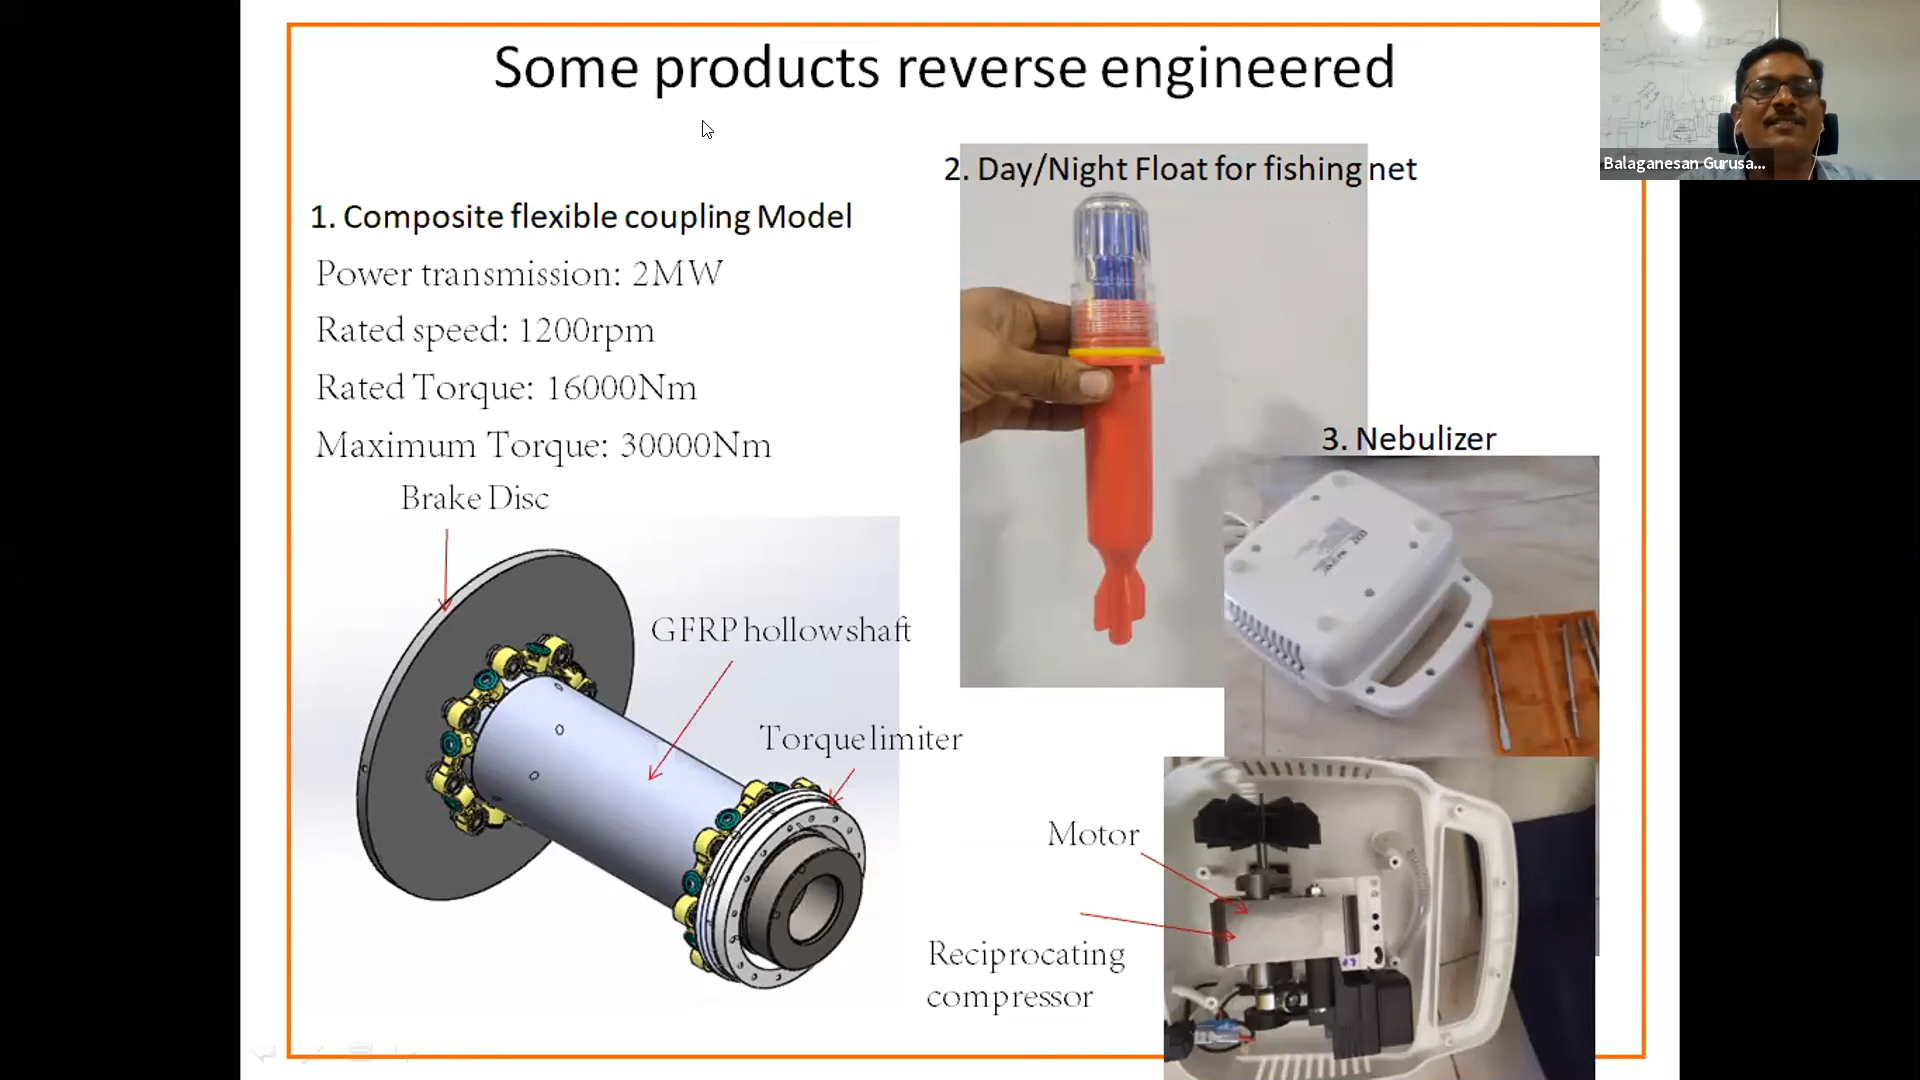 Some products reverse engineered
Balaganesan Gurusa...
1. Composite flexible coupling Model
Power transmission: 2MW
Rated speed: 1200rpm
Rated Torque: 16000Nm
Maximum Torque: 30000Nm
Brake Disc
GFRP hollow shaft
Torque limiter
2. Day/Night Float for fishing net
3. Nebulizer
Motor
Reciprocating
compressor